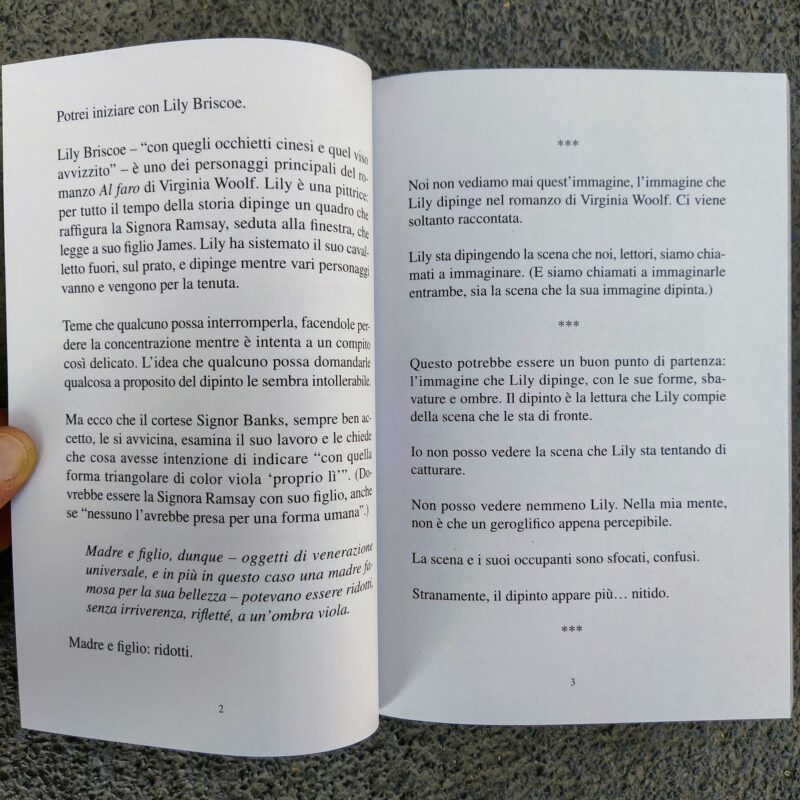 Potrei iniziare con Lily Briscoe.
Lily Briscoe – “con quegli occhietti cinesi e quel viso
avvizzito” – è uno dei personaggi principali del ro-
manzo Al faro di Virginia Woolf. Lily è una pittrice:
per tutto il tempo della storia dipinge un quadro che
raffigura la Signora Ramsay, seduta alla finestra, che
legge a suo figlio James. Lily ha sistemato il suo caval-
letto fuori, sul prato, e dipinge mentre vari personaggi
vanno e vengono per la tenuta.
Teme che qualcuno possa interromperla, facendole per-
dere la concentrazione mentre è intenta a un compito
così delicato. L’idea che qualcuno possa domandarle
qualcosa a proposito del dipinto le sembra intollerabile.
Ma ecco che il cortese Signor Banks, sempre ben ac-
cetto, le si avvicina, esamina il suo lavoro e le chiede
che cosa avesse intenzione di indicare “con quella
forma triangolare di color viola ‘proprio lì’”. (Do-
vrebbe essere la Signora Ramsay con suo figlio, anche
se “nessuno l’avrebbe presa per una forma umana”.)
Madre e figlio, dunque – oggetti di venerazione
universale, e in più in questo caso una madre fa-
mosa per la sua bellezza – potevano essere ridotti,
senza irriverenza, rifletté, a un’ombra viola.
Madre e figlio: ridotti.
2
***
Noi non vediamo mai quest’immagine, l’immagine che
Lily dipinge nel romanzo di Virginia Woolf. Ci viene
soltanto raccontata.
Lily sta dipingendo la scena che noi, lettori, siamo chia-
mati a immaginare. (E siamo chiamati a immaginarle
entrambe, sia la scena che la sua immagine dipinta.)
***
Questo potrebbe essere un buon punto di partenza:
l’immagine che Lily dipinge, con le sue forme, sba-
vature e ombre. Il dipinto è la lettura che Lily compie
della scena che le sta di fronte.
Io non posso vedere la scena che Lily sta tentando di
catturare.
Non posso vedere nemmeno Lily. Nella mia mente,
non è che un geroglifico appena percepibile.
La scena e i suoi occupanti sono sfocati, confusi.
Stranamente, il dipinto appare più… nitido.
***
3